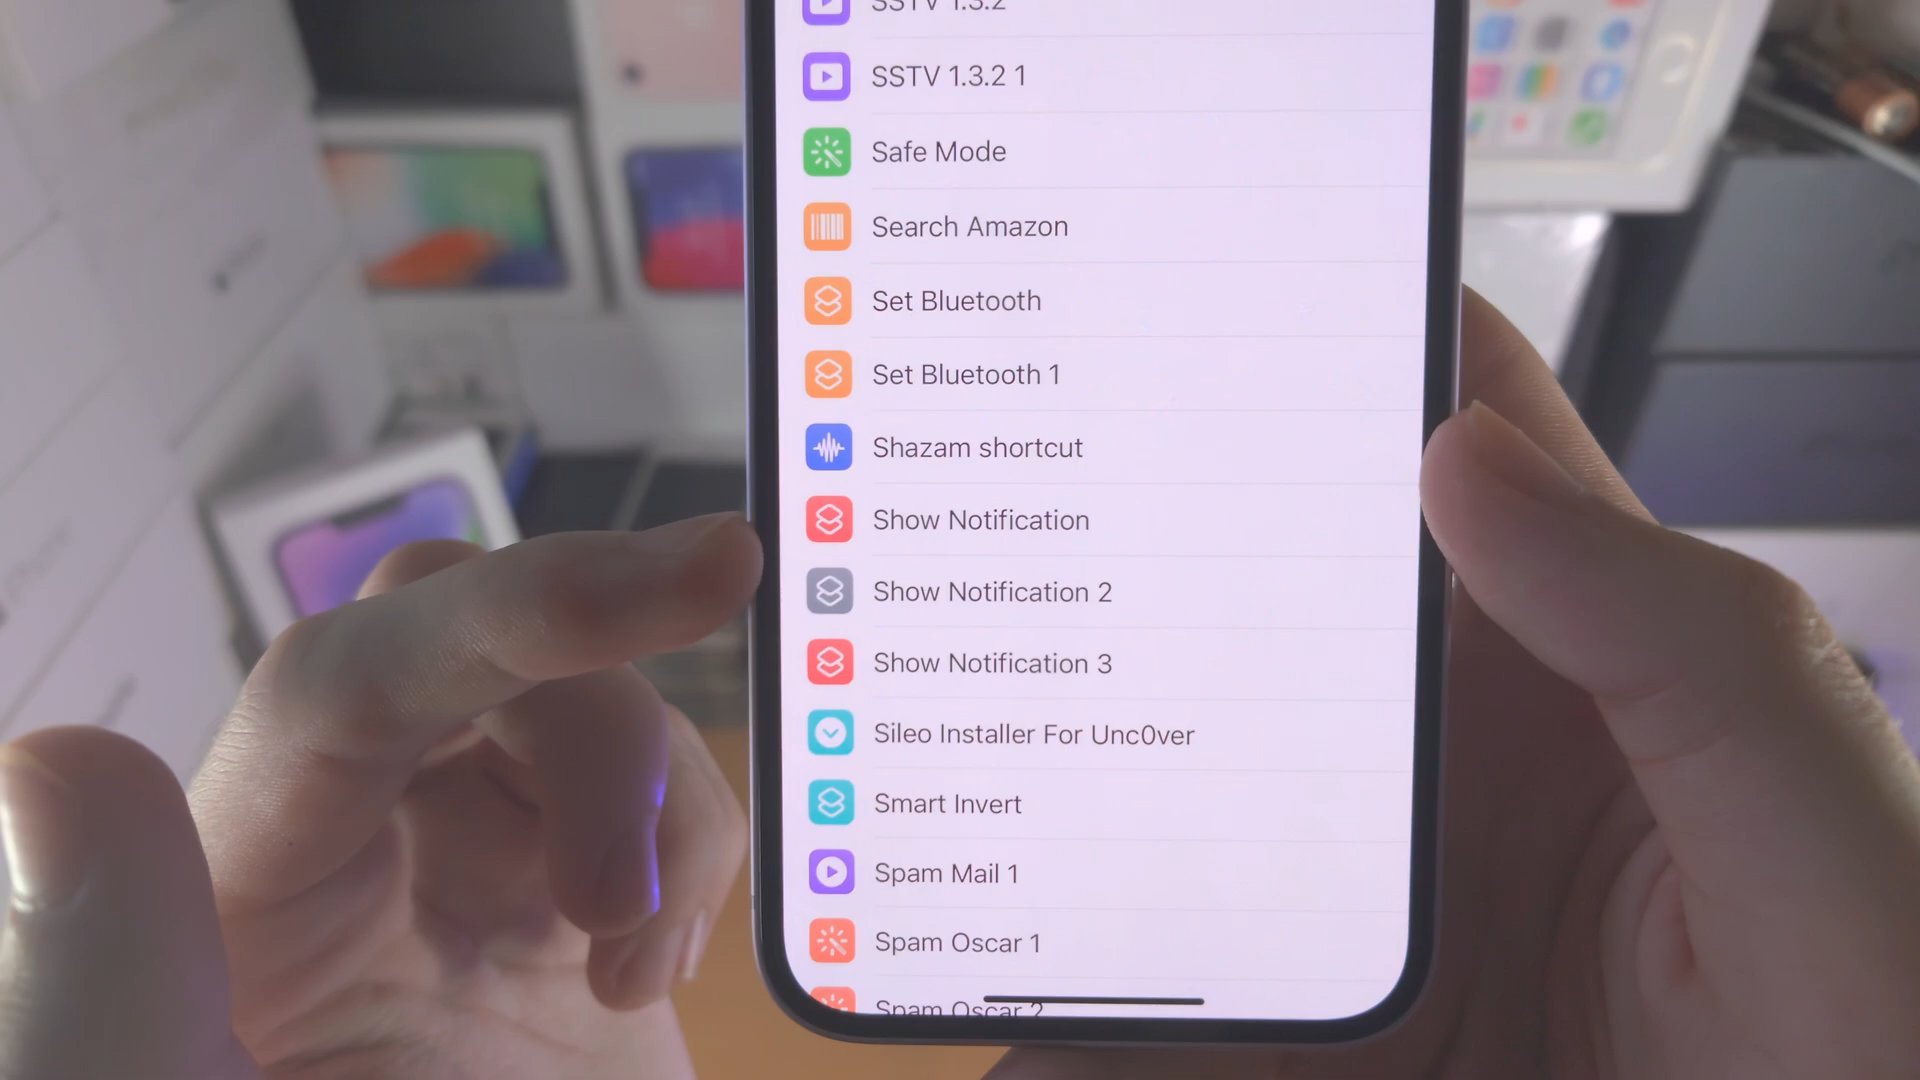 SSTV 1.3.2
SSTV 1.3.2 1
Safe Mode
Search Amazon
Set Bluetooth
Set Bluetooth 1
Shazam shortcut
Show Notification
Show Notification 2
Show Notification 3
Sileo Installer For Unc0ver
Smart Invert
Spam Mail 1
Spam Oscar 1
Spam Oscar 2